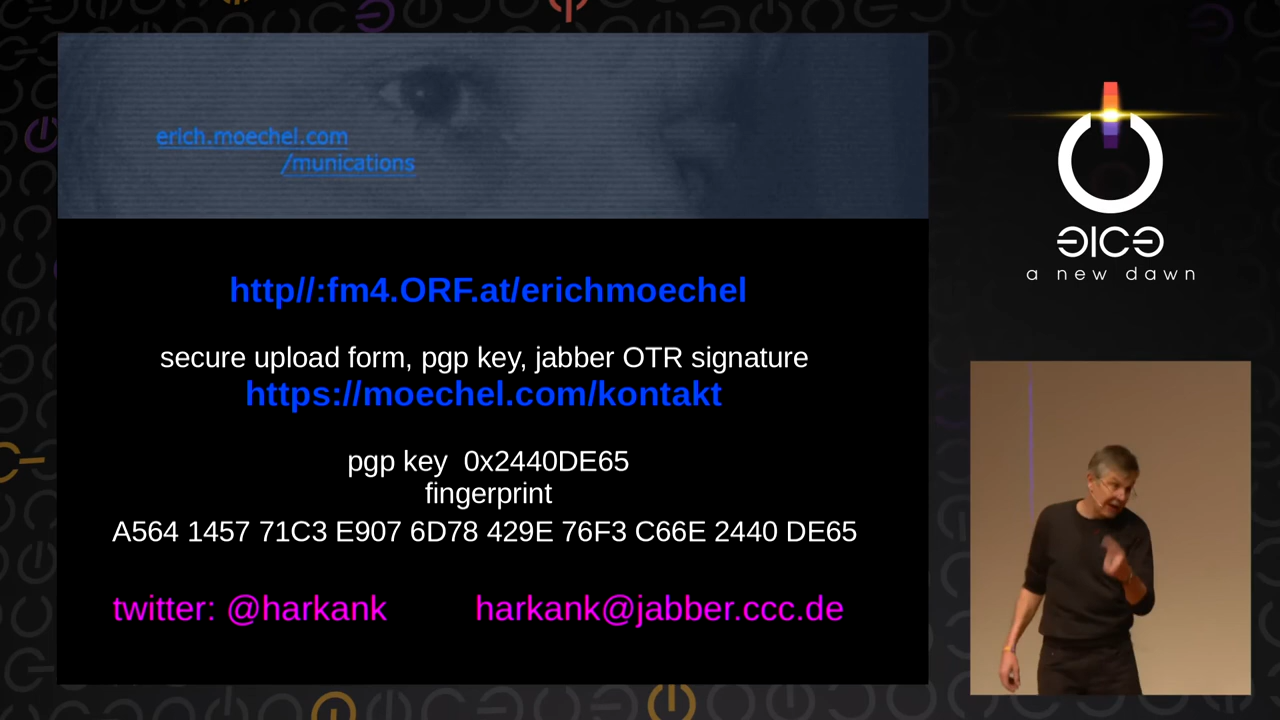 erich.moechel.com
/munications
http//:fm4.ORF.at/erichmoechel
secure upload form, pgp key, jabber OTR signature
https://moechel.com/kontakt
pgp key 0x2440DE65
fingerprint
A564 1457 71C3 E907 6D78 429E 76F3 C66E 2440 DE65
twitter: @harkank harkank@jabber.ccc.de
a new dawn